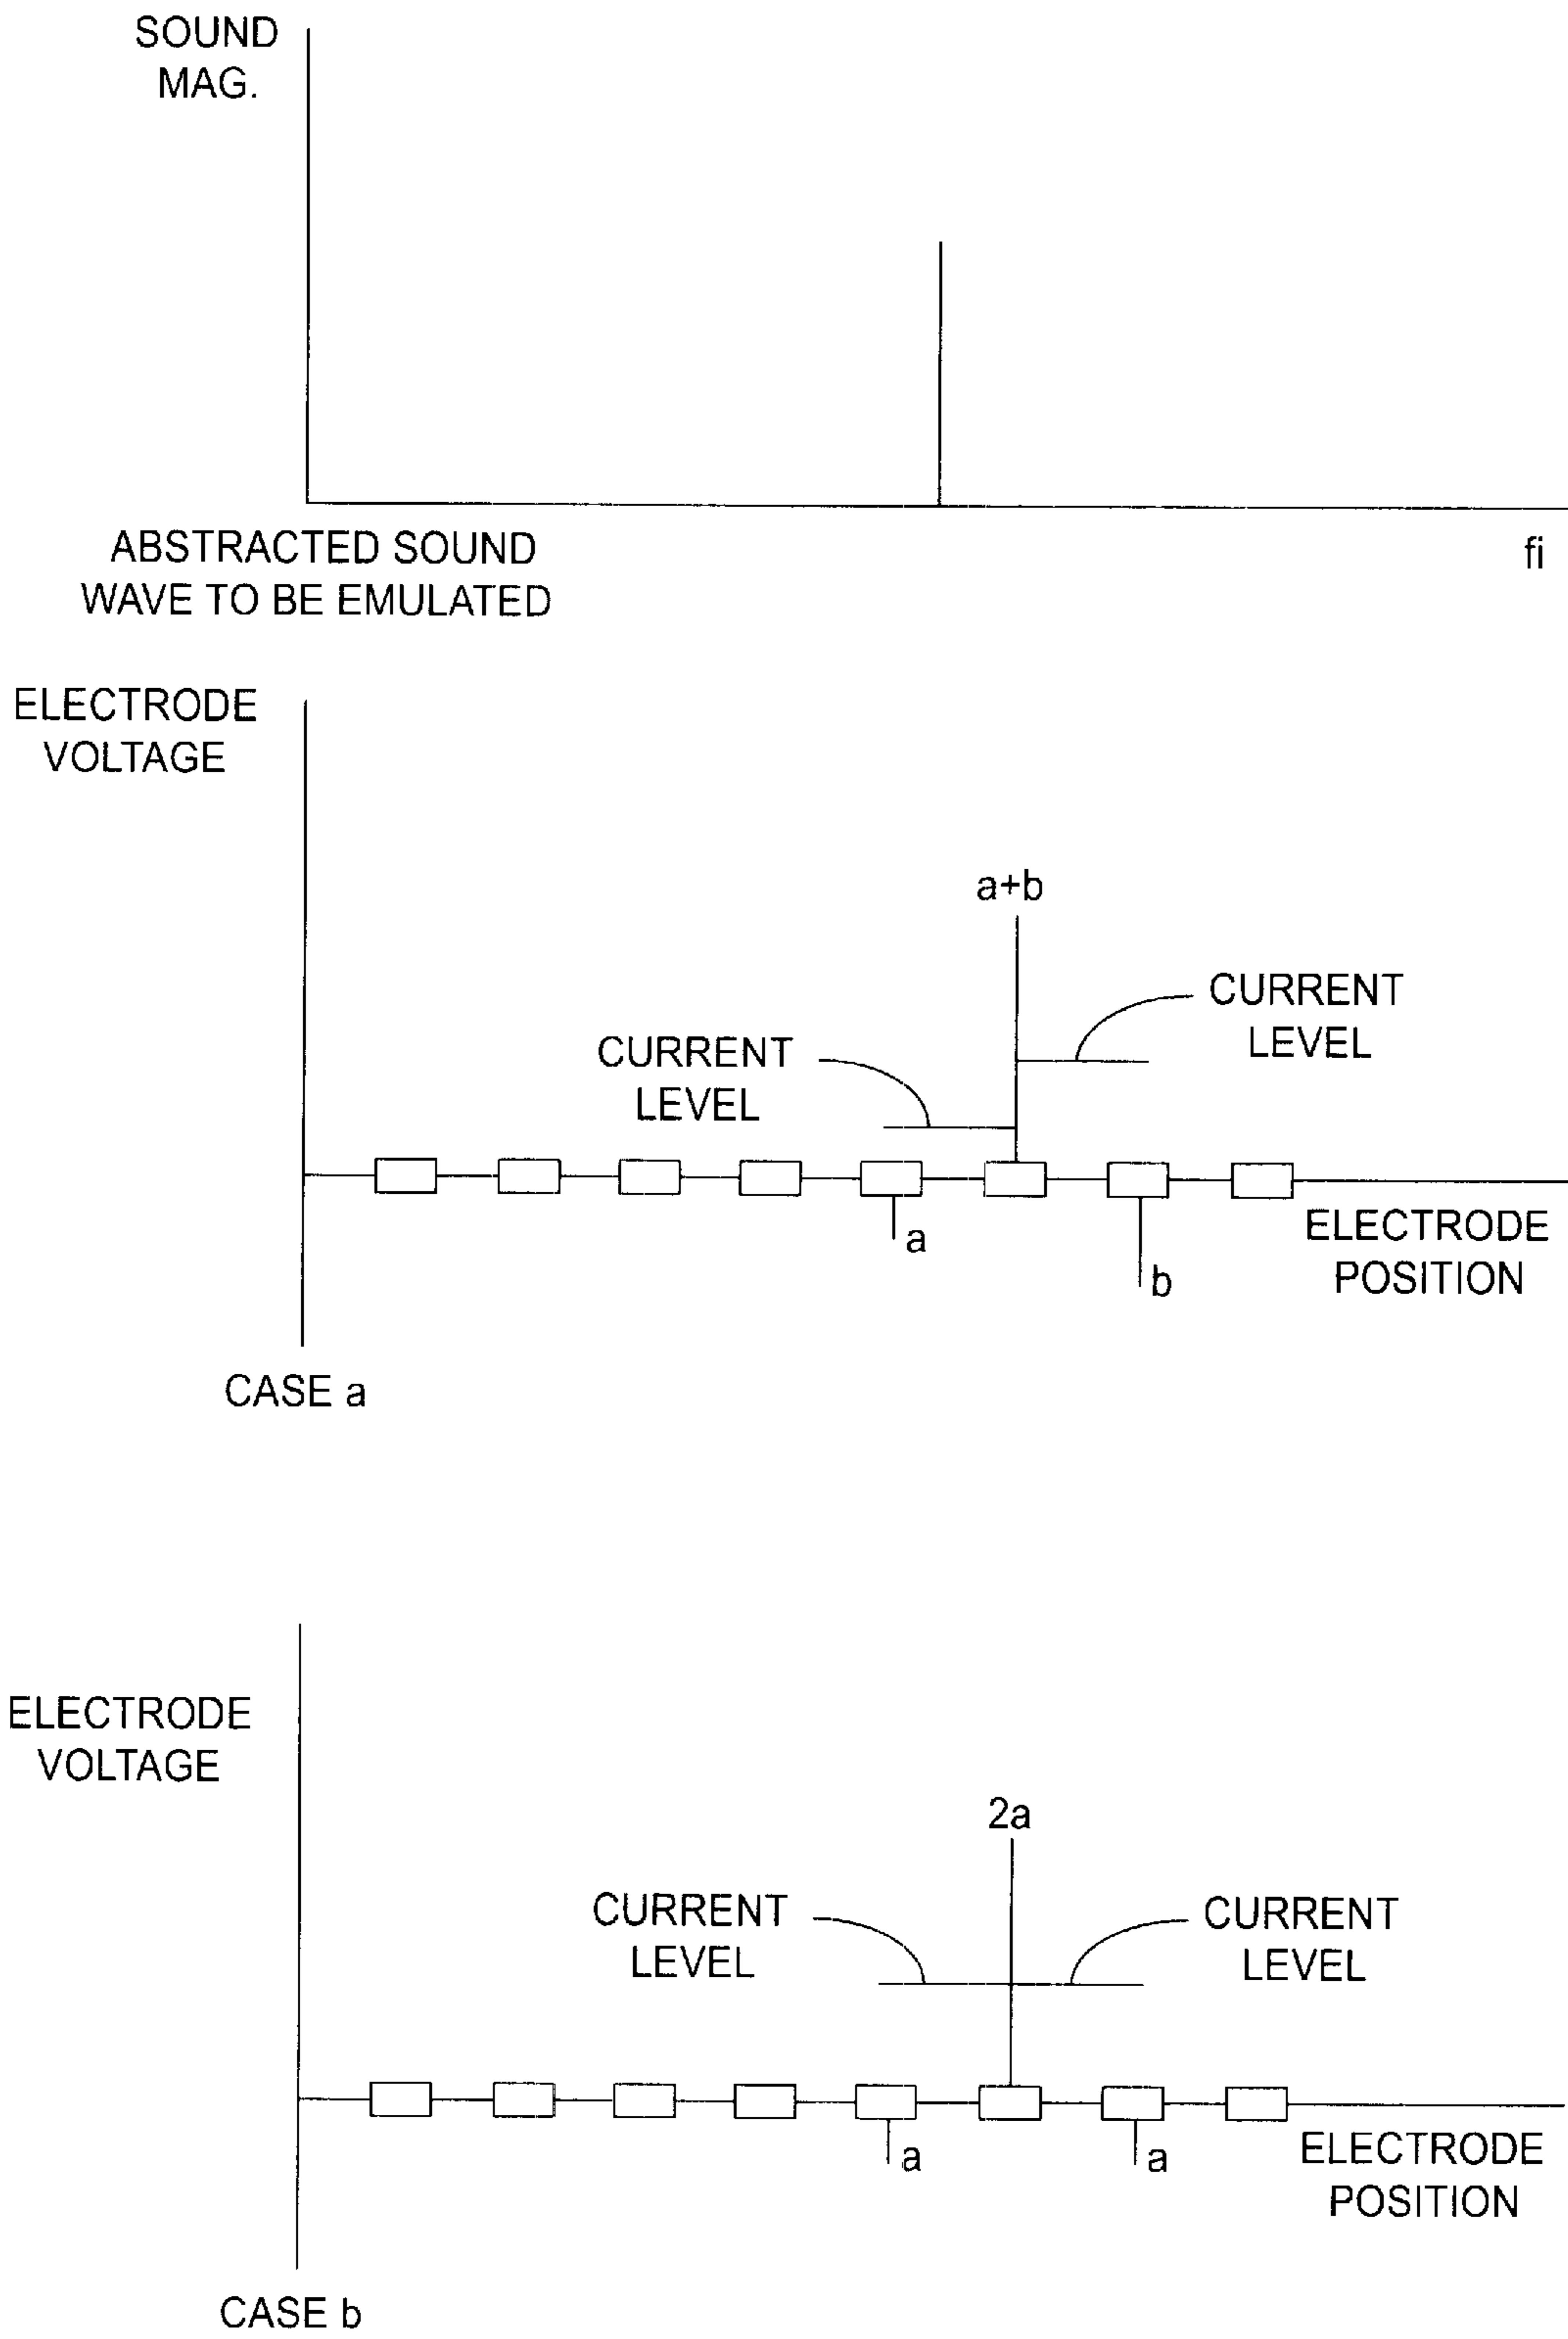 SOUND
MAG.
ABSTRACTED SOUND
WAVE TO BE EMULATED
fi
ELECTRODE
VOLTAGE
a+b
CURRENT
LEVEL
CURRENT
LEVEL
a
b
ELECTRODE
POSITION
CASE a
ELECTRODE
VOLTAGE
2a
CURRENT
LEVEL
CURRENT
LEVEL
a
a
ELECTRODE
POSITION
CASE b